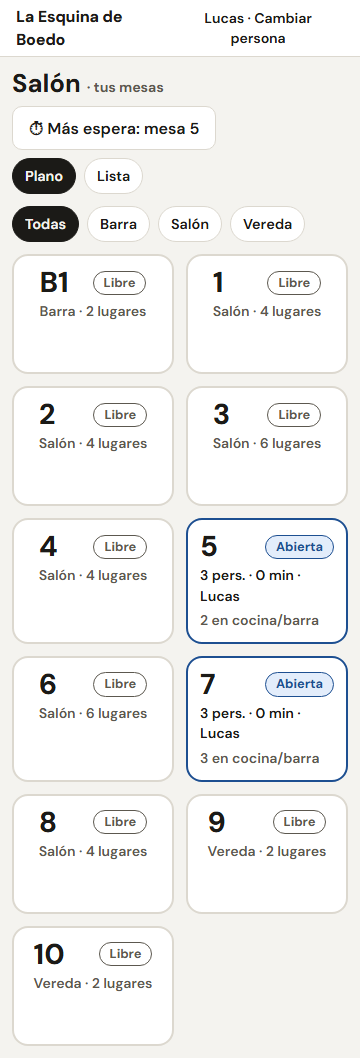 La Esquina de
Boedo
Lucas · Cambiar
persona
Salón · tus mesas
⏱ Más espera: mesa 5
Plano Lista
Todas Barra Salón Vereda
B1 Libre
Barra · 2 lugares
1 Libre
Salón · 4 lugares
2 Libre
Salón · 4 lugares
3 Libre
Salón · 6 lugares
4 Libre
Salón · 4 lugares
5 Abierta
3 pers. · 0 min ·
Lucas
2 en cocina/barra
6 Libre
Salón · 6 lugares
7 Abierta
3 pers. · 0 min ·
Lucas
3 en cocina/barra
8 Libre
Salón · 4 lugares
9 Libre
Vereda · 2 lugares
10 Libre
Vereda · 2 lugares